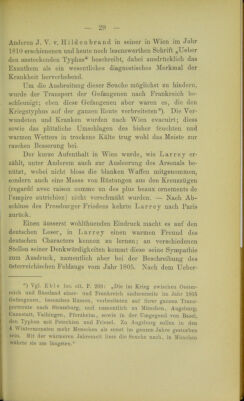 — 29 —
Anderen J. V. v. Hildenbrand in seiner in Wien im Jahr
1810 erschienenen und heute noch lesenswerthen Schrift „Ueber
den ansteckenden Typhus" beschreibt, dabei ausdrücklich das
Exanthem als ein wesentliches diagnostisches Merkmal der
Krankheit hervorhebend.
Um die Ausbreitung dieser Seuche möglichst zu hindern,
wurde der Transport der Gefangenen nach Frankreich be-
schleunigt; eben dieses Gefangenentransporte waren es, die den
Kriegstyphus auf der ganzen Route verbreiteten ¹). Die Ver-
wundeten und Kranken wurden nach Wien evacuirt; dies
sowohl als das plötzliche Umschlagen des bisher feuchten und
warmen Wetters in trockene Kälte trug wohl das Meiste zur
raschen Besserung bei.
Der kurze Aufenthalt in Wien wurde, wie Larrey er-
zählt, unter Anderem auch zur Ausleerung des Arsenals be-
nützt, wobei nicht bloss die blanken Waffen mitgenommen,
sondern auch eine Messe von Rüstungen aus den Kreuzzügen
(regardé avec raison comme un des plus beaux ornements de
l'empire autrichien) nicht verschmäht wurden. — Nach Ab-
schluss des Pressburger Friedens kehrte Larrey nach Paris
zurück.
Einen äusserst wohlthuenden Eindruck macht es auf den
deutschen Leser, in Larrey einen warmen Freund des
deutschen Characters kennen zu lernen; an verschiedenen
Stellen seiner Denkwürdigkeiten kommt diese seine Sympathie
zum Ausdruck, namentlich aber bei der Beschreibung des
österreichischen Feldzugs vom Jahr 1805. Nach dem Ueber-
¹) Vgl. Eble loc. cit. P. 203: „Die im Krieg zwischen Oester-
reich und Russland einer- und Frankreich andererseits im Jahr 1805
Gefangenen, besonders Russen, verbreiteten auf ihrer ganzen Trans-
portroute nach Strassburg, namentlich zu München, Augsburg,
Cannstatt, Vaihingen, Pforzheim, sowie in der Umgegend von Basel,
den Typhus mit Petechien und Friesel. Zu Augsburg sollen in den
4 Wintermonaten mehr Menschen als sonst im ganzen Jahr gestorben
sein. Mit der wärmeren Jahreszeit liess die Seuche nach, in München
währte sie am längsten."